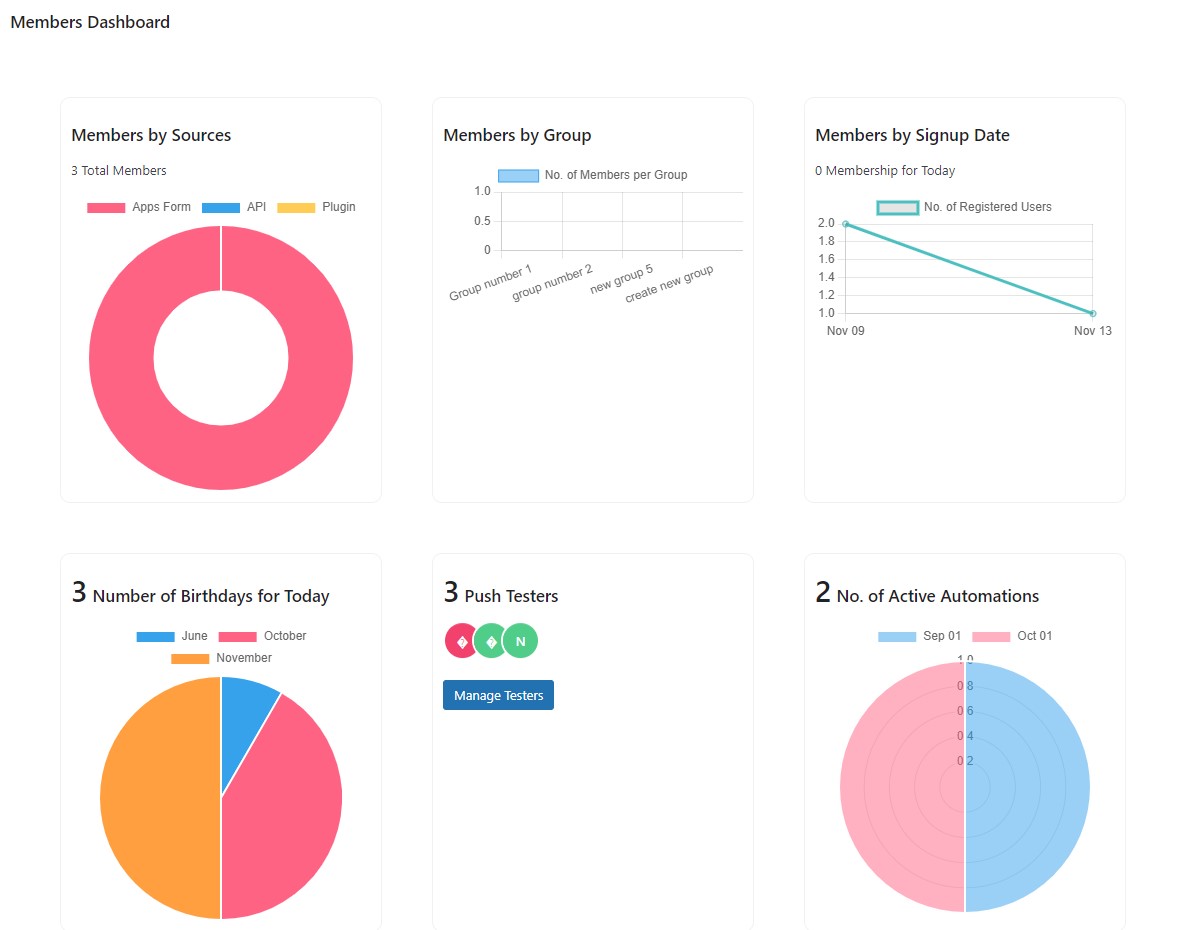 Members Dashboard
Members by Sources
3 Total Members
Apps Form API Plugin
Members by Group
No. of Members per Group
1.0
0.5
0
Group number 1 group number 2 new group 5 create new group
Members by Signup Date
0 Membership for Today
No. of Registered Users
2.0
1.8
1.6
1.4
1.2
1.0
Nov 09 Nov 13
3 Number of Birthdays for Today
June October
November
3 Push Testers
� � N
Manage Testers
2 No. of Active Automations
Sep 01 Oct 01
1.0
0.8
0.6
0.4
0.2